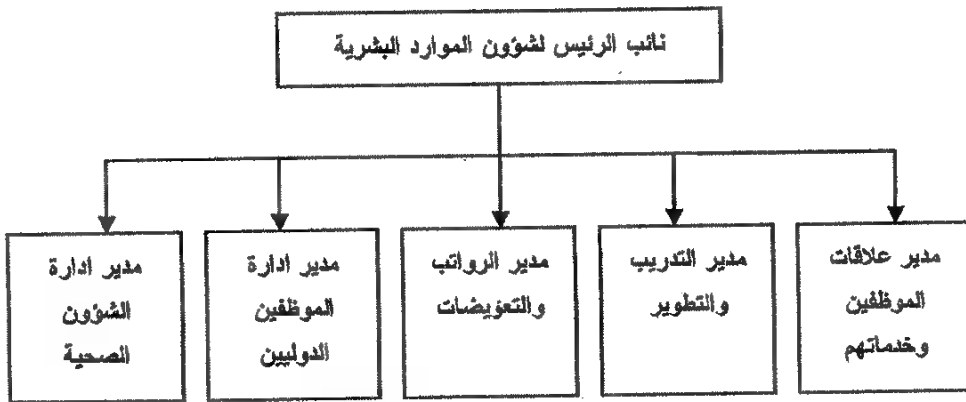 نائب الرئيس لشؤون الموارد البشرية
مدير علاقات
الموظفين
وخدماتهم
مدير التدريب
والتطوير
مدير الرواتب
والتعويضات
مدير ادارة
الموظفين
الدوليين
مدير ادارة
الشؤون
الصحية